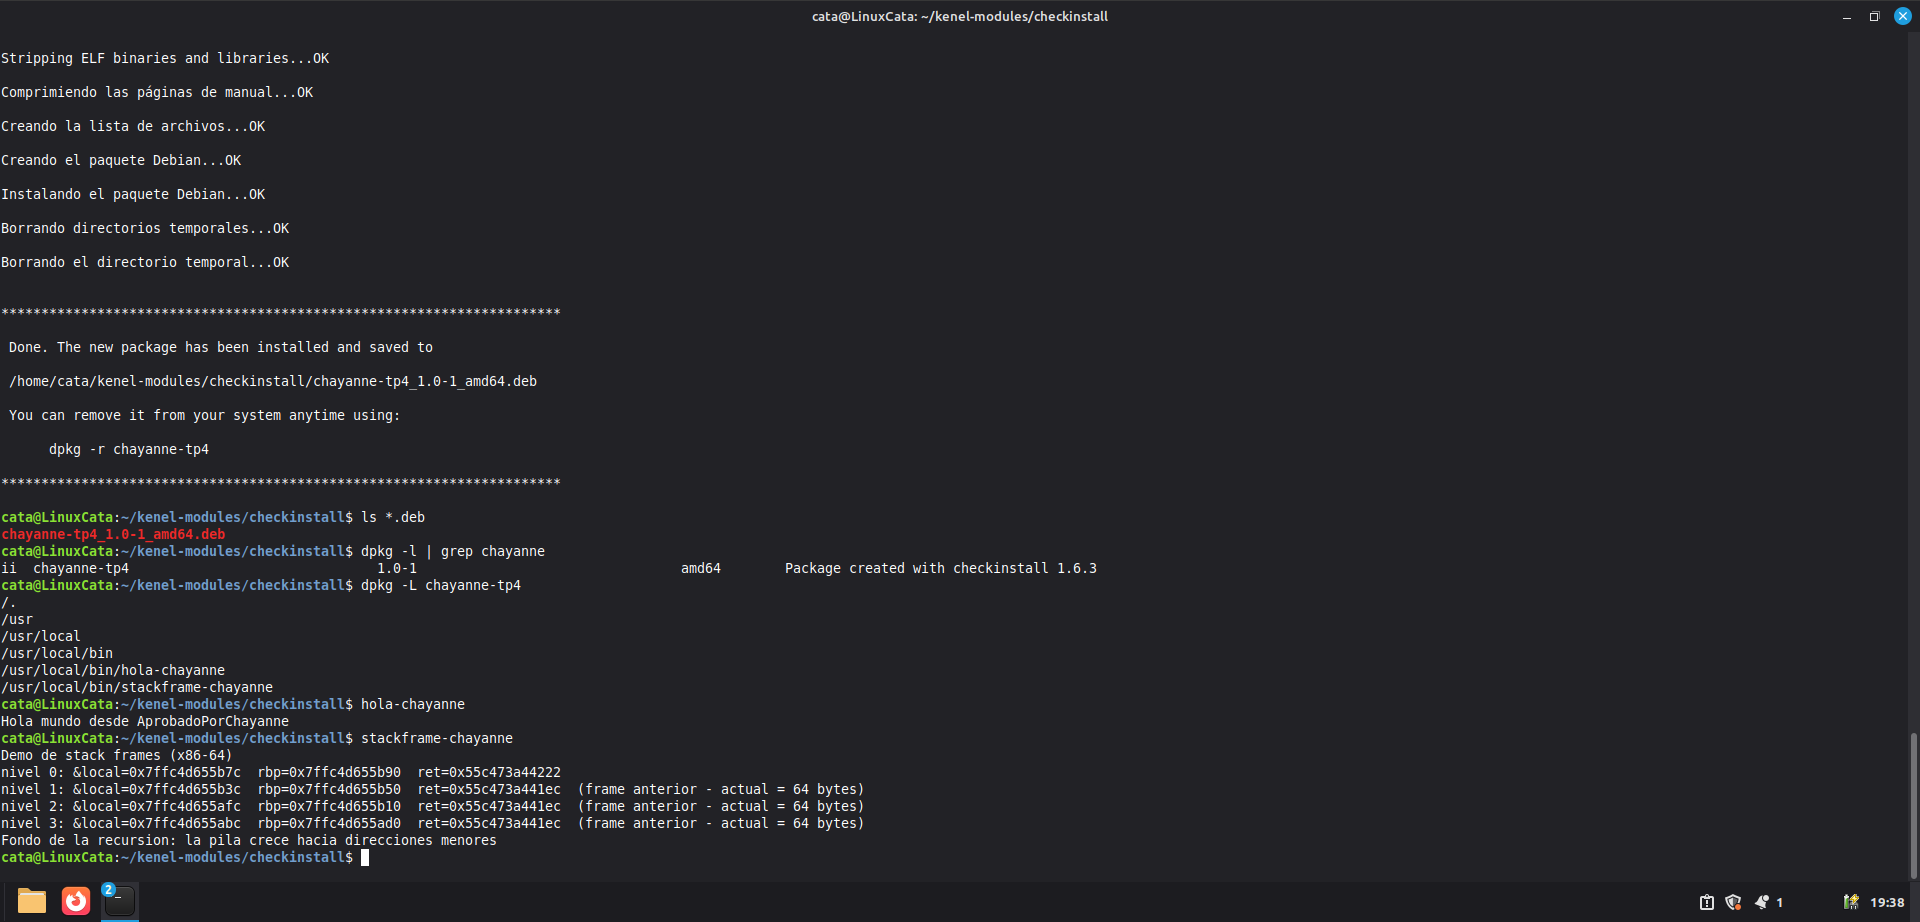 cata@LinuxCata: ~/kenel-modules/checkinstall
Stripping ELF binaries and libraries...OK
Comprimiendo las páginas de manual...OK
Creando la lista de archivos...OK
Creando el paquete Debian...OK
Instalando el paquete Debian...OK
Borrando directorios temporales...OK
Borrando el directorio temporal...OK
**********************************************************************
Done. The new package has been installed and saved to
/home/cata/kenel-modules/checkinstall/chayanne-tp4_1.0-1_amd64.deb
You can remove it from your system anytime using:
dpkg -r chayanne-tp4
**********************************************************************
cata@LinuxCata:~/kenel-modules/checkinstall$ ls *.deb
chayanne-tp4_1.0-1_amd64.deb
cata@LinuxCata:~/kenel-modules/checkinstall$ dpkg -l | grep chayanne
ii  chayanne-tp4                               1.0-1                                 amd64        Package created with checkinstall 1.6.3
cata@LinuxCata:~/kenel-modules/checkinstall$ dpkg -L chayanne-tp4
/.
/usr
/usr/local
/usr/local/bin
/usr/local/bin/hola-chayanne
/usr/local/bin/stackframe-chayanne
cata@LinuxCata:~/kenel-modules/checkinstall$ hola-chayanne
Hola mundo desde AprobadoPorChayanne
cata@LinuxCata:~/kenel-modules/checkinstall$ stackframe-chayanne
Demo de stack frames (x86-64)
nivel 0: &local=0x7ffc4d655b7c  rbp=0x7ffc4d655b90  ret=0x55c473a44222
nivel 1: &local=0x7ffc4d655b3c  rbp=0x7ffc4d655b50  ret=0x55c473a441ec  (frame anterior - actual = 64 bytes)
nivel 2: &local=0x7ffc4d655afc  rbp=0x7ffc4d655b10  ret=0x55c473a441ec  (frame anterior - actual = 64 bytes)
nivel 3: &local=0x7ffc4d655abc  rbp=0x7ffc4d655ad0  ret=0x55c473a441ec  (frame anterior - actual = 64 bytes)
Fondo de la recursion: la pila crece hacia direcciones menores
cata@LinuxCata:~/kenel-modules/checkinstall$
2
1
19:38